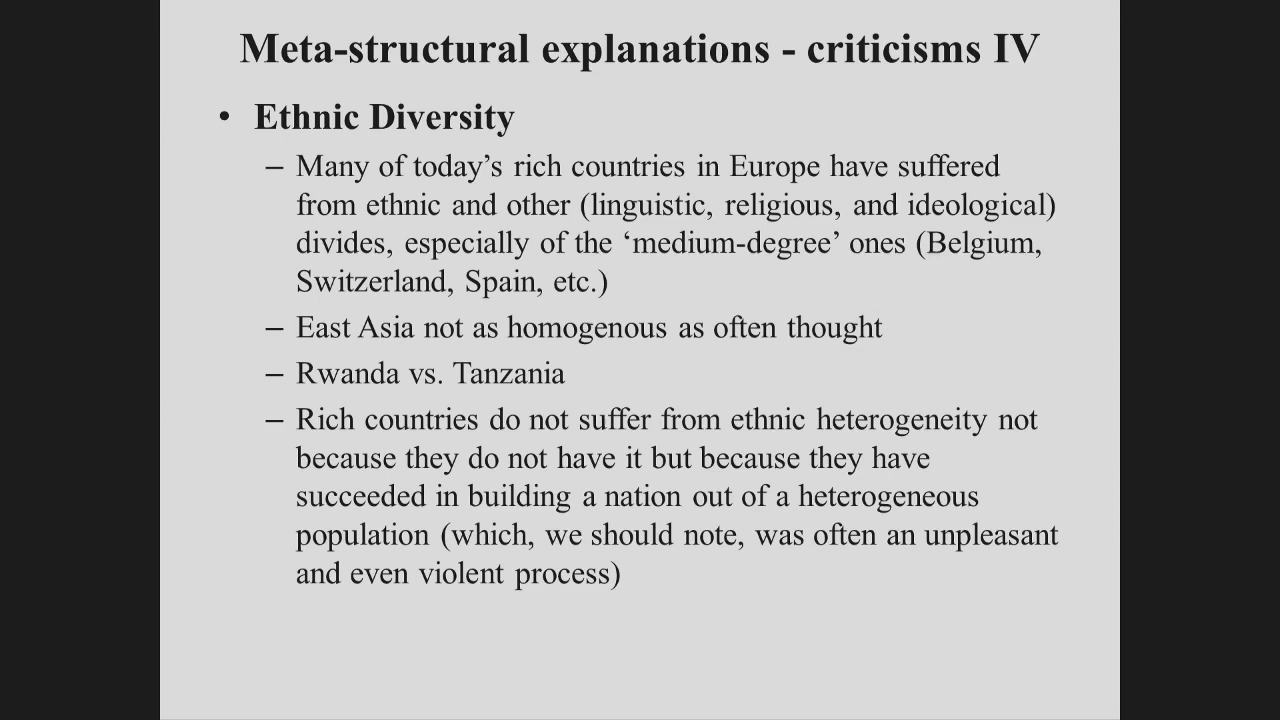 Meta-structural explanations - criticisms IV
• Ethnic Diversity
– Many of today’s rich countries in Europe have suffered
from ethnic and other (linguistic, religious, and ideological)
divides, especially of the ‘medium-degree’ ones (Belgium,
Switzerland, Spain, etc.)
– East Asia not as homogenous as often thought
– Rwanda vs. Tanzania
– Rich countries do not suffer from ethnic heterogeneity not
because they do not have it but because they have
succeeded in building a nation out of a heterogeneous
population (which, we should note, was often an unpleasant
and even violent process)